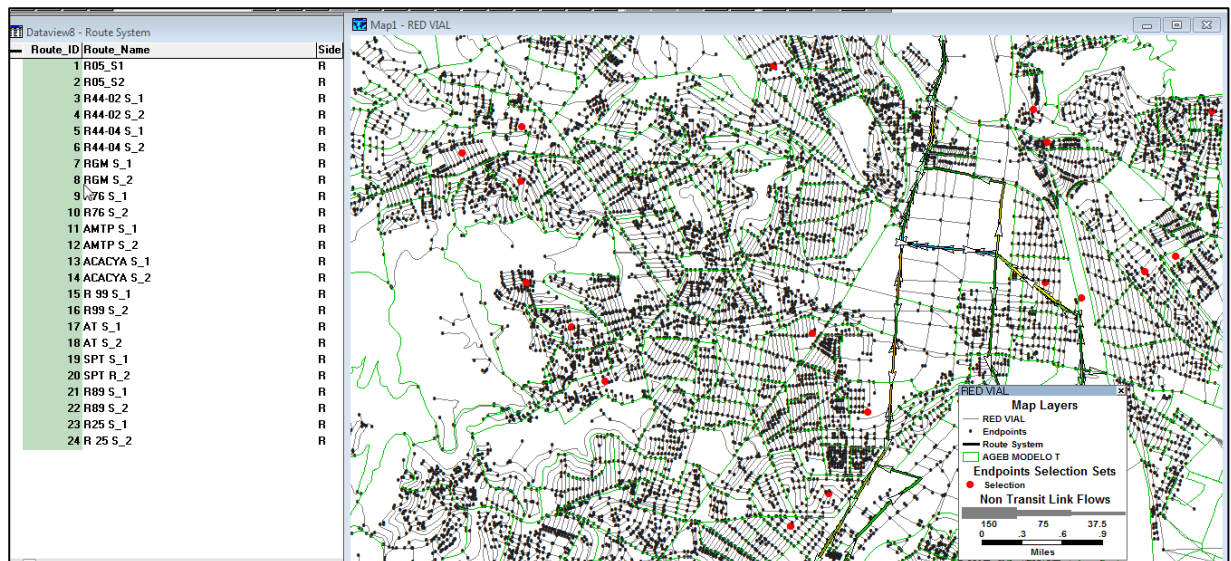 Dataview8 - Route System
Route_ID Route_Name Side
1 R05_S1 R
2 R05_S2 R
3 R44-02 S_1 R
4 R44-02 S_2 R
5 R44-04 S_1 R
6 R44-04 S_2 R
7 RGM S_1 R
8 RGM S_2 R
9 R76 S_1 R
10 R76 S_2 R
11 AMTP S_1 R
12 AMTP S_2 R
13 ACACYA S_1 R
14 ACACYA S_2 R
15 R 99 S_1 R
16 R99 S_2 R
17 AT S_1 R
18 AT S_2 R
19 SPT S_1 R
20 SPT R_2 R
21 R89 S_1 R
22 R89 S_2 R
23 R25 S_1 R
24 R 25 S_2 R
Map1 - RED VIAL
RED VIAL
Map Layers
RED VIAL
Endpoints
Route System
AGEB MODELO T
Endpoints Selection Sets
Selection
Non Transit Link Flows
150 75 37.5
0 .3 .6 .9
Miles